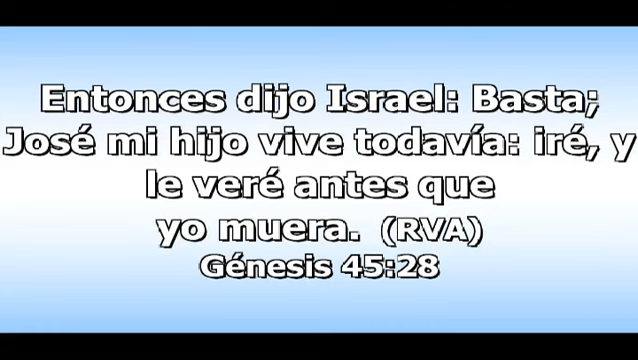 Entonces dijo Israel: Basta;
José mi hijo vive todavía: iré, y
le veré antes que
yo muera. (RVA)
Génesis 45:28